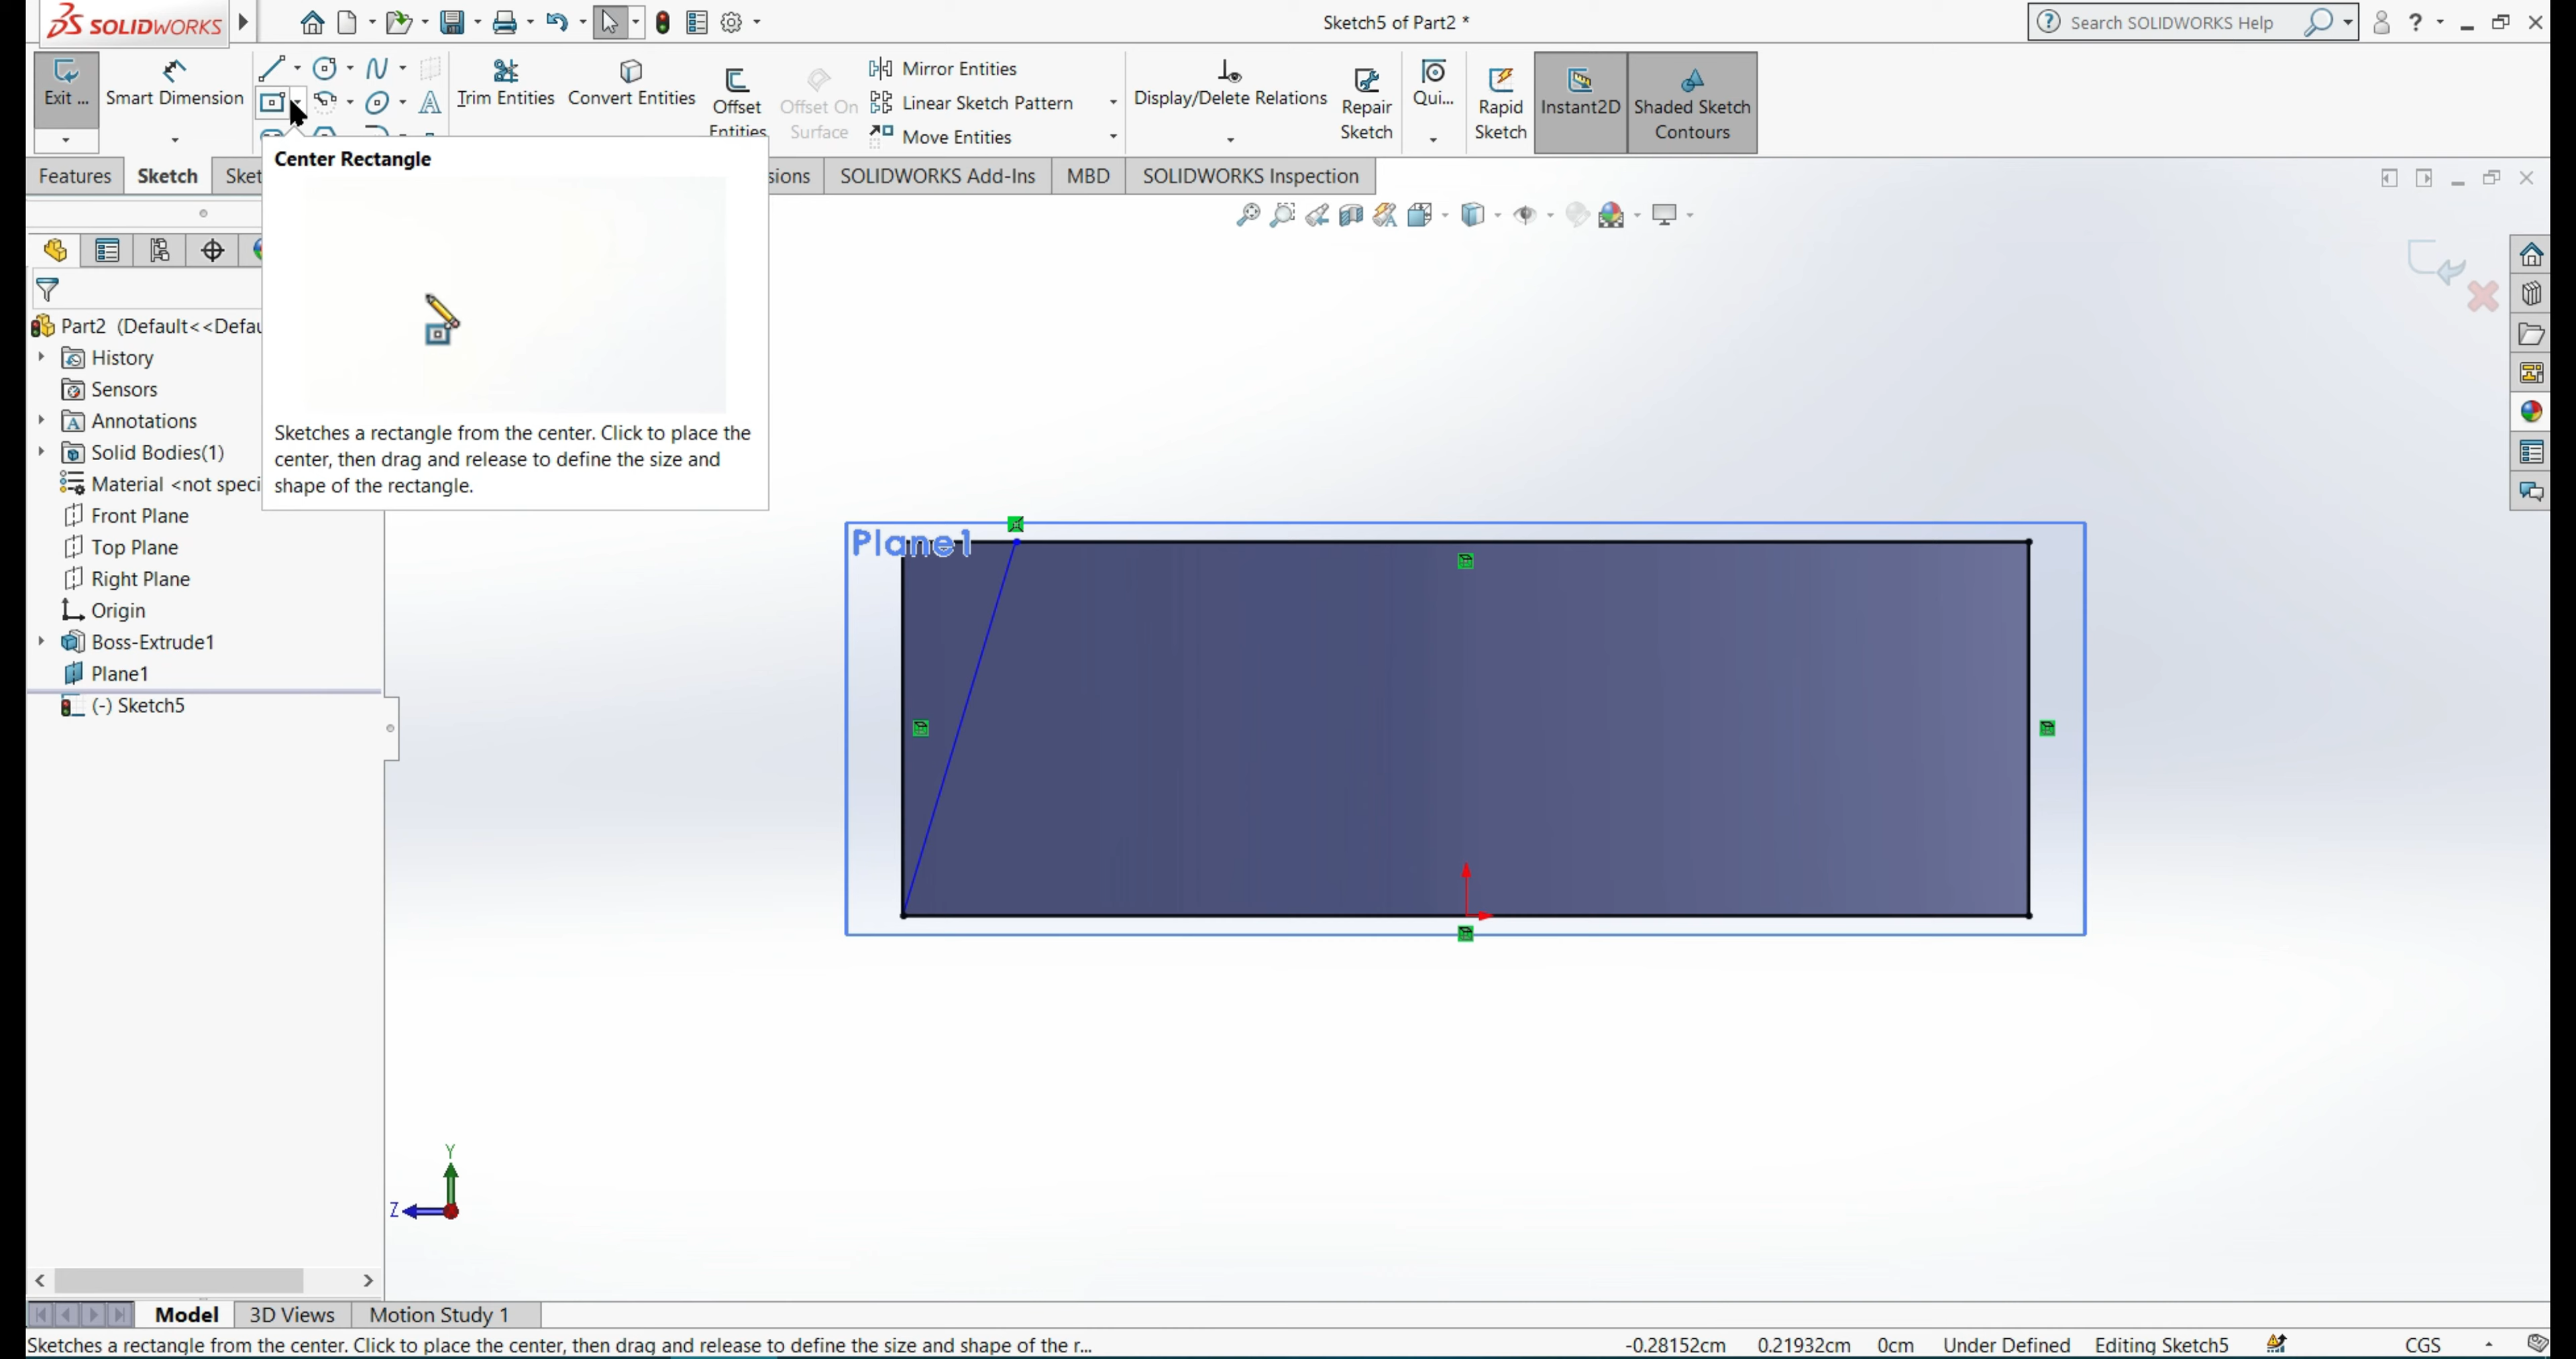 SOLIDWORKS
Sketch5 of Part2 *
Search SOLIDWORKS Help
Exit ...
Smart Dimension
Trim Entities
Convert Entities
Offset
Entities
Offset On
Surface
Mirror Entities
Linear Sketch Pattern
Move Entities
Display/Delete Relations
Repair
Sketch
Qui...
Rapid
Sketch
Instant2D
Shaded Sketch
Contours
Features
Sketch
Sket
sions
SOLIDWORKS Add-Ins
MBD
SOLIDWORKS Inspection
Center Rectangle
Sketches a rectangle from the center. Click to place the
center, then drag and release to define the size and
shape of the rectangle.
Part2 (Default<<Defau
History
Sensors
Annotations
Solid Bodies(1)
Material <not speci
Front Plane
Top Plane
Right Plane
Origin
Boss-Extrude1
Plane1
(-) Sketch5
Plane1
Y
Z
Model
3D Views
Motion Study 1
Sketches a rectangle from the center. Click to place the center, then drag and release to define the size and shape of the r...
-0.28152cm
0.21932cm
0cm
Under Defined
Editing Sketch5
CGS